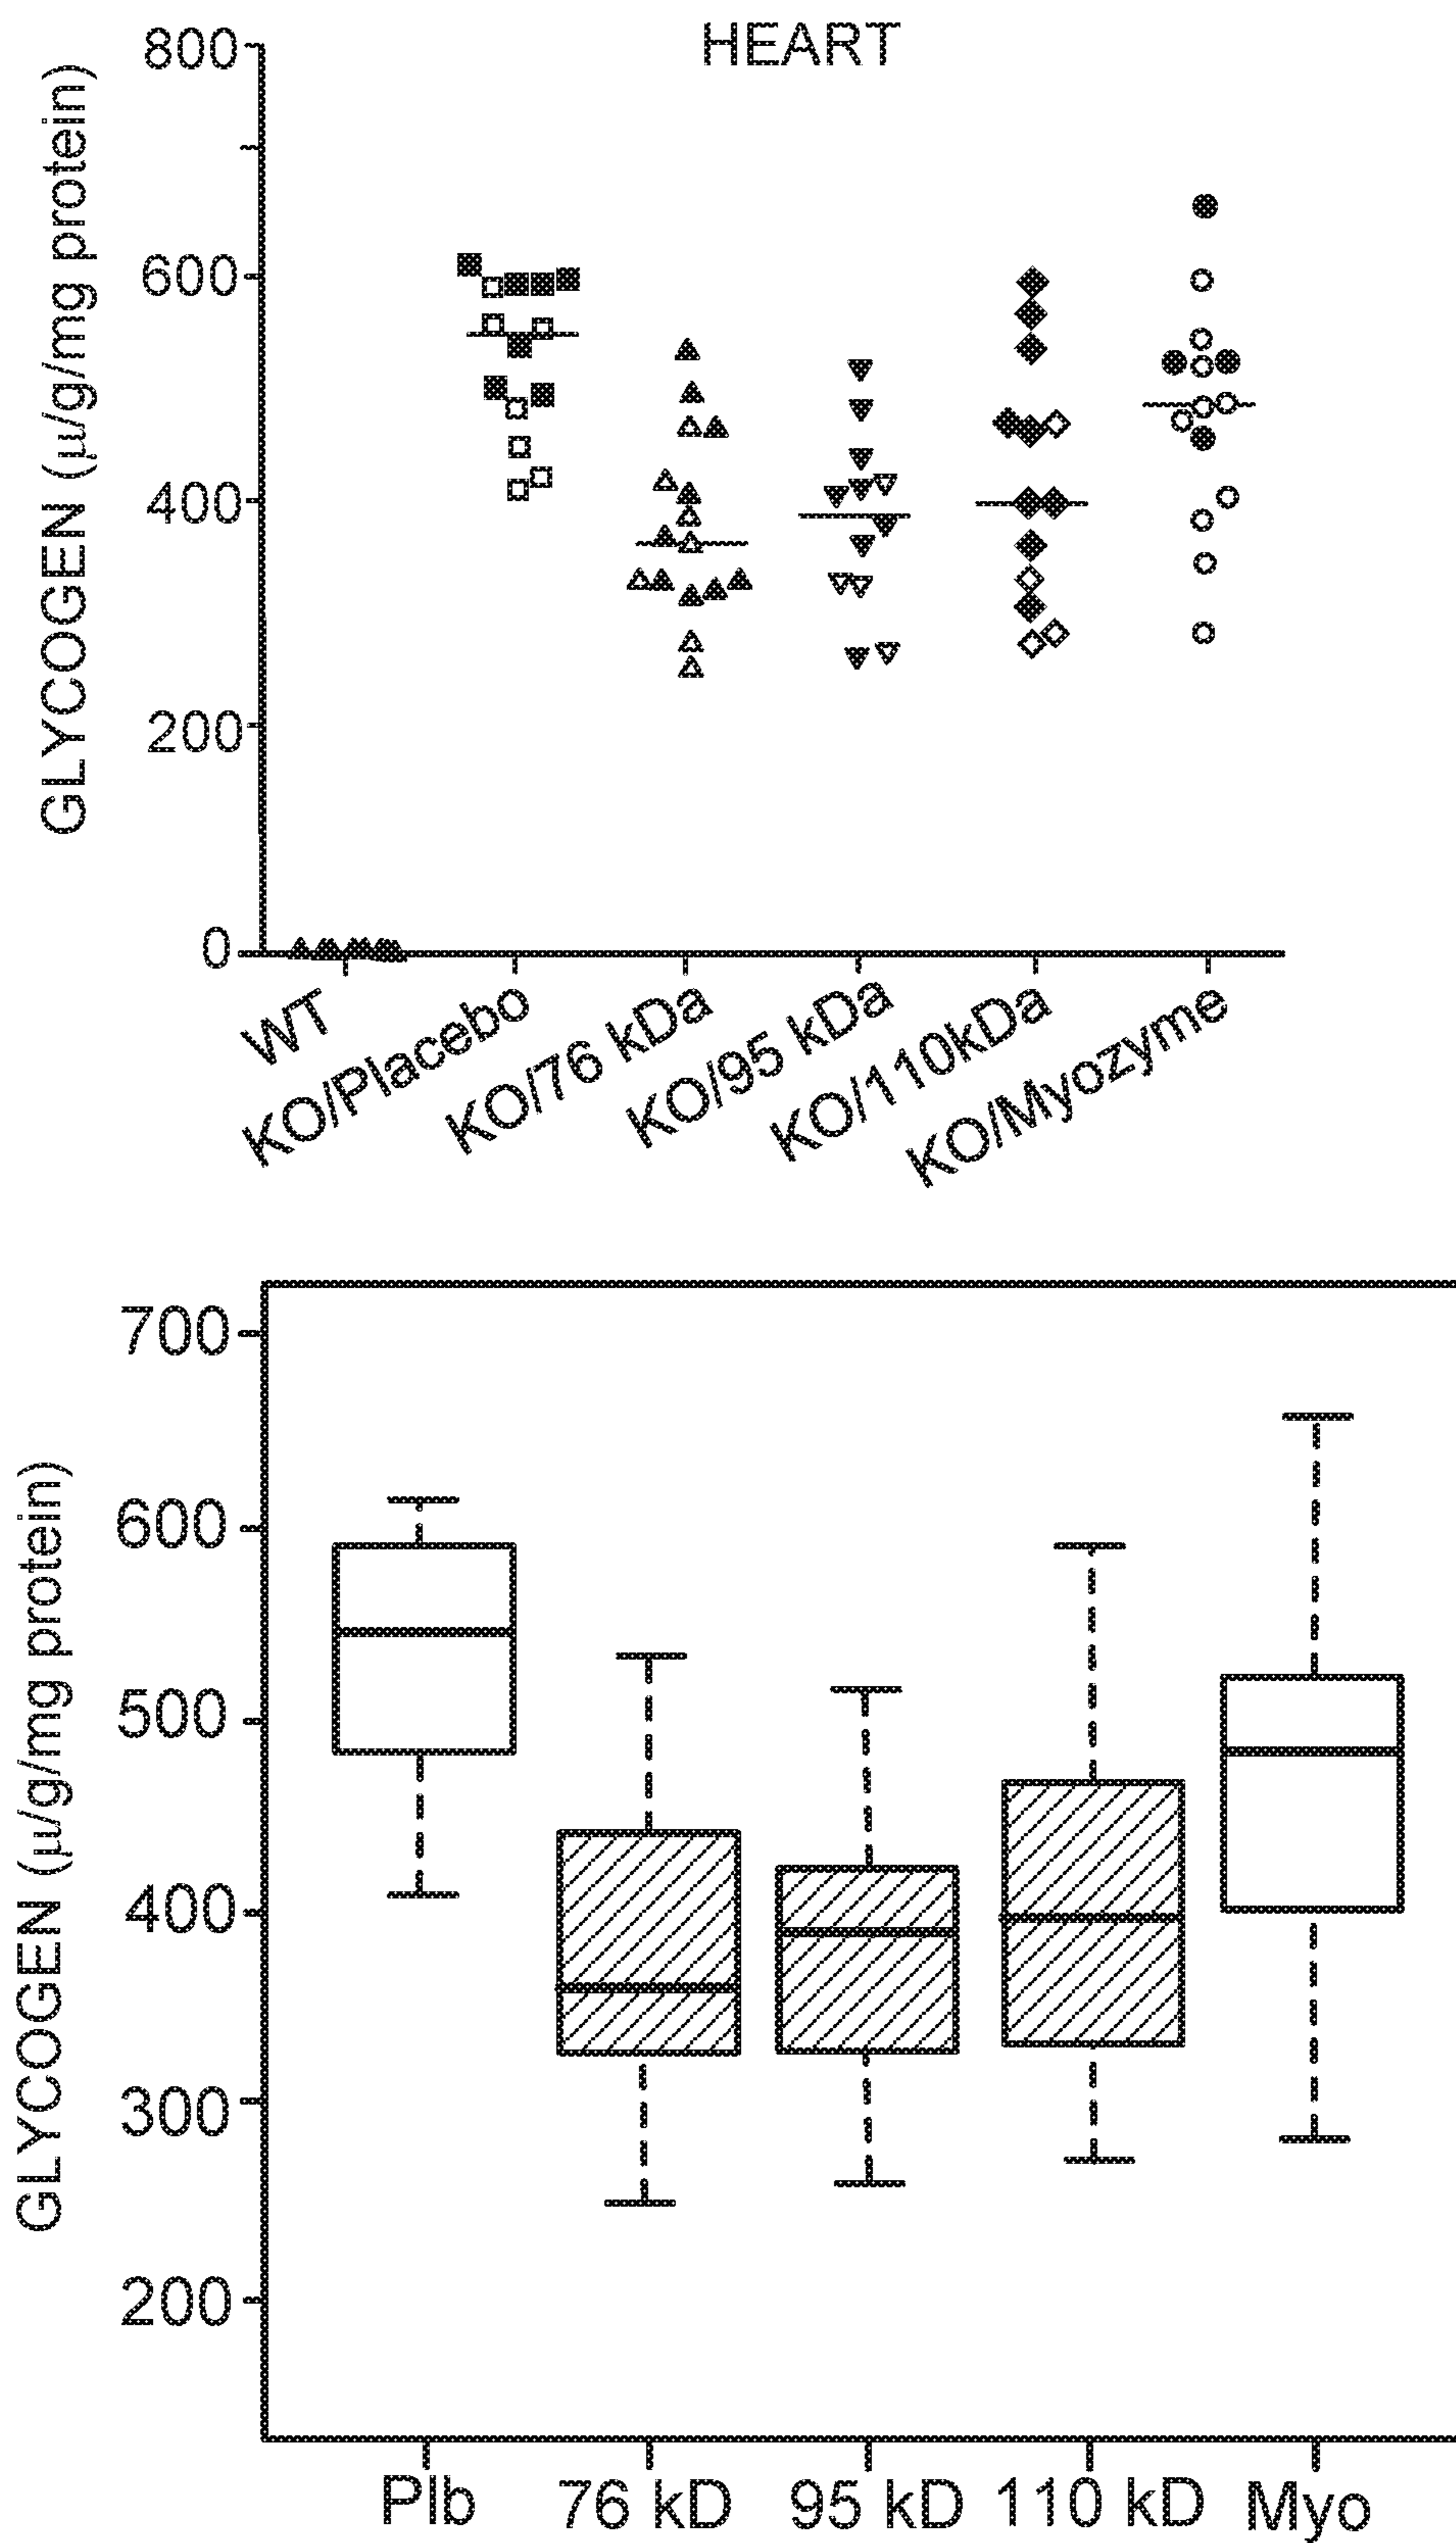 HEART
GLYCOGEN (μ/g/mg protein)
800
600
400
200
0
WT
KO/Placebo
KO/76 kDa
KO/95 kDa
KO/110kDa
KO/Myozyme
GLYCOGEN (μ/g/mg protein)
700
600
500
400
300
200
Plb
76 kD
95 kD
110 kD
Myo